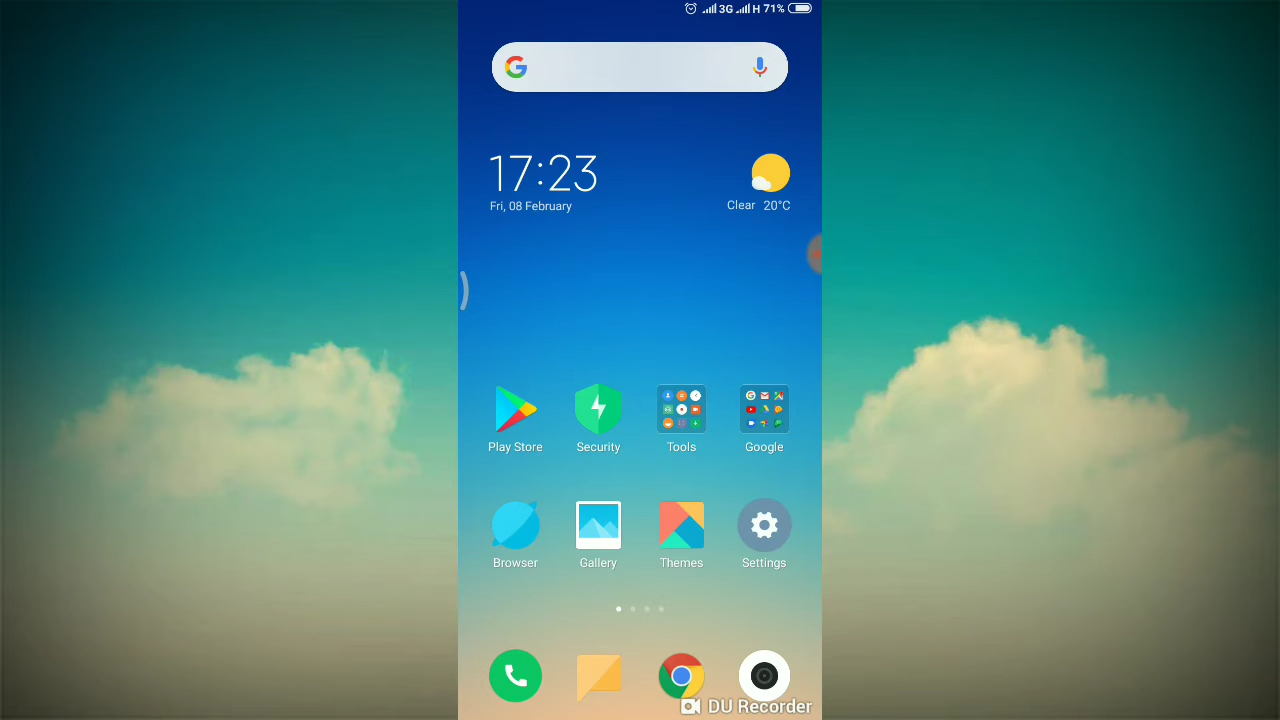 3G H 71%
17:23
Fri, 08 February
Clear 20°C
Play Store Security Tools Google
Browser Gallery Themes Settings
DU Recorder